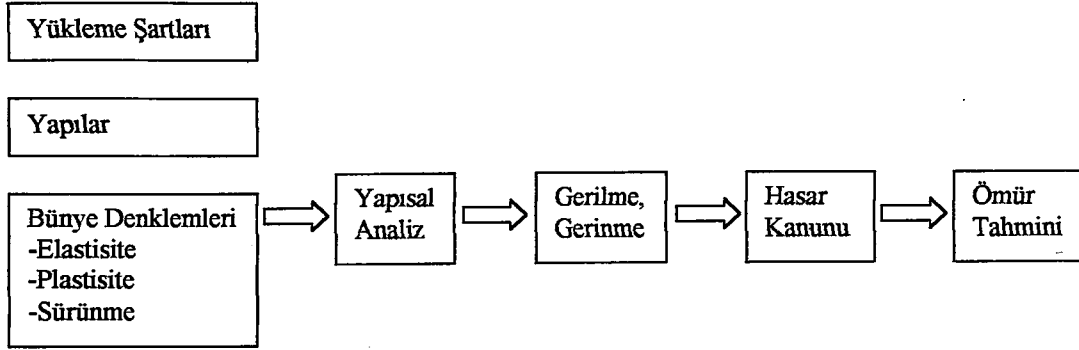 Yükleme Şartları
Yapılar
Bünye Denklemleri
-Elastisite
-Plastisite
-Sürünme
Yapısal
Analiz
Gerilme,
Gerinme
Hasar
Kanunu
Ömür
Tahmini